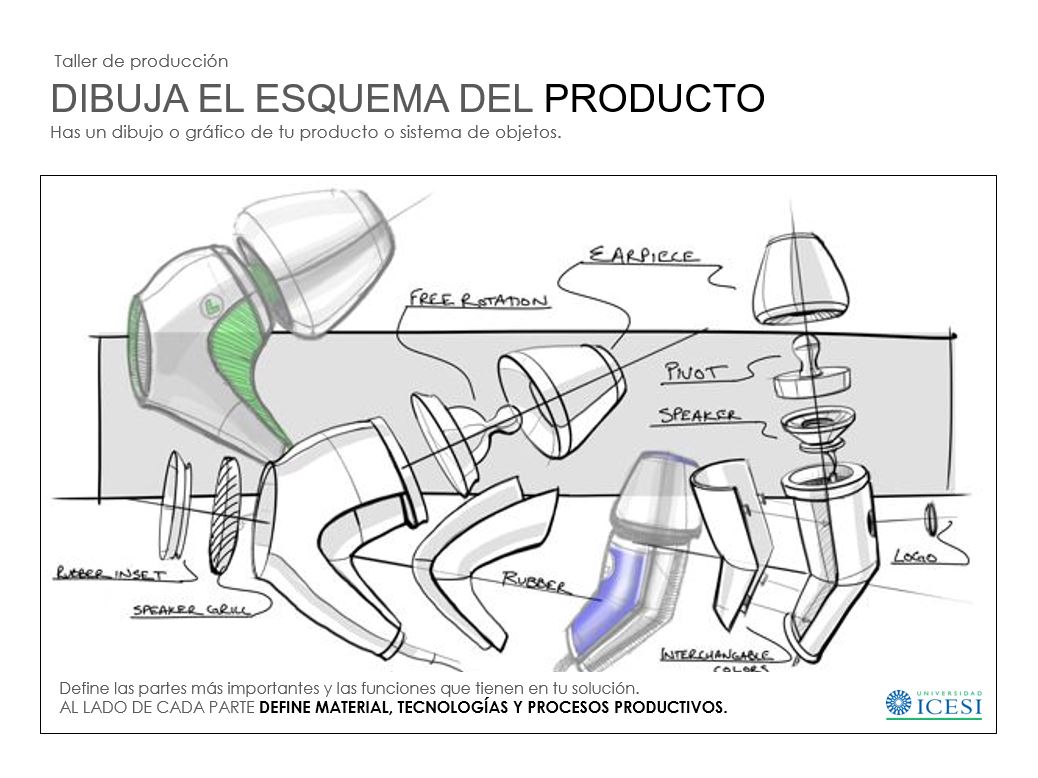 Taller de producción
DIBUJA EL ESQUEMA DEL PRODUCTO
Has un dibujo o gráfico de tu producto o sistema de objetos.
EARPIECE
FREE ROTATION
PIVOT
SPEAKER
L
LOGO
RUBBER INSET
RUBBER
SPEAKER GRILL
INTERCHANGABLE
COLORS
Define las partes más importantes y las funciones que tienen en tu solución.
AL LADO DE CADA PARTE DEFINE MATERIAL, TECNOLOGÍAS Y PROCESOS PRODUCTIVOS.
UNIVERSIDAD
ICESI